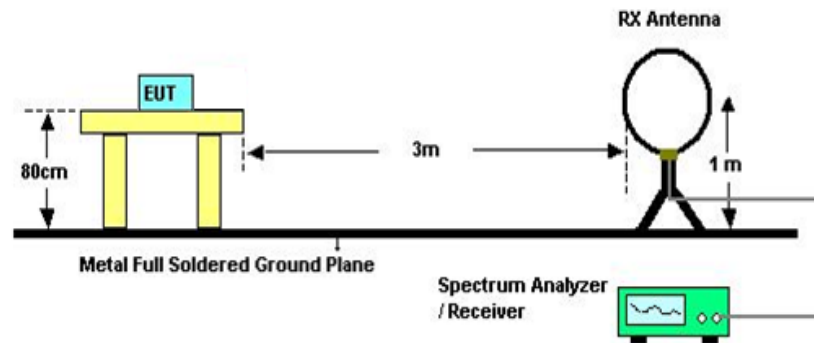 RX Antenna
EUT
80cm
3m
1 m
Metal Full Soldered Ground Plane
Spectrum Analyzer
/ Receiver